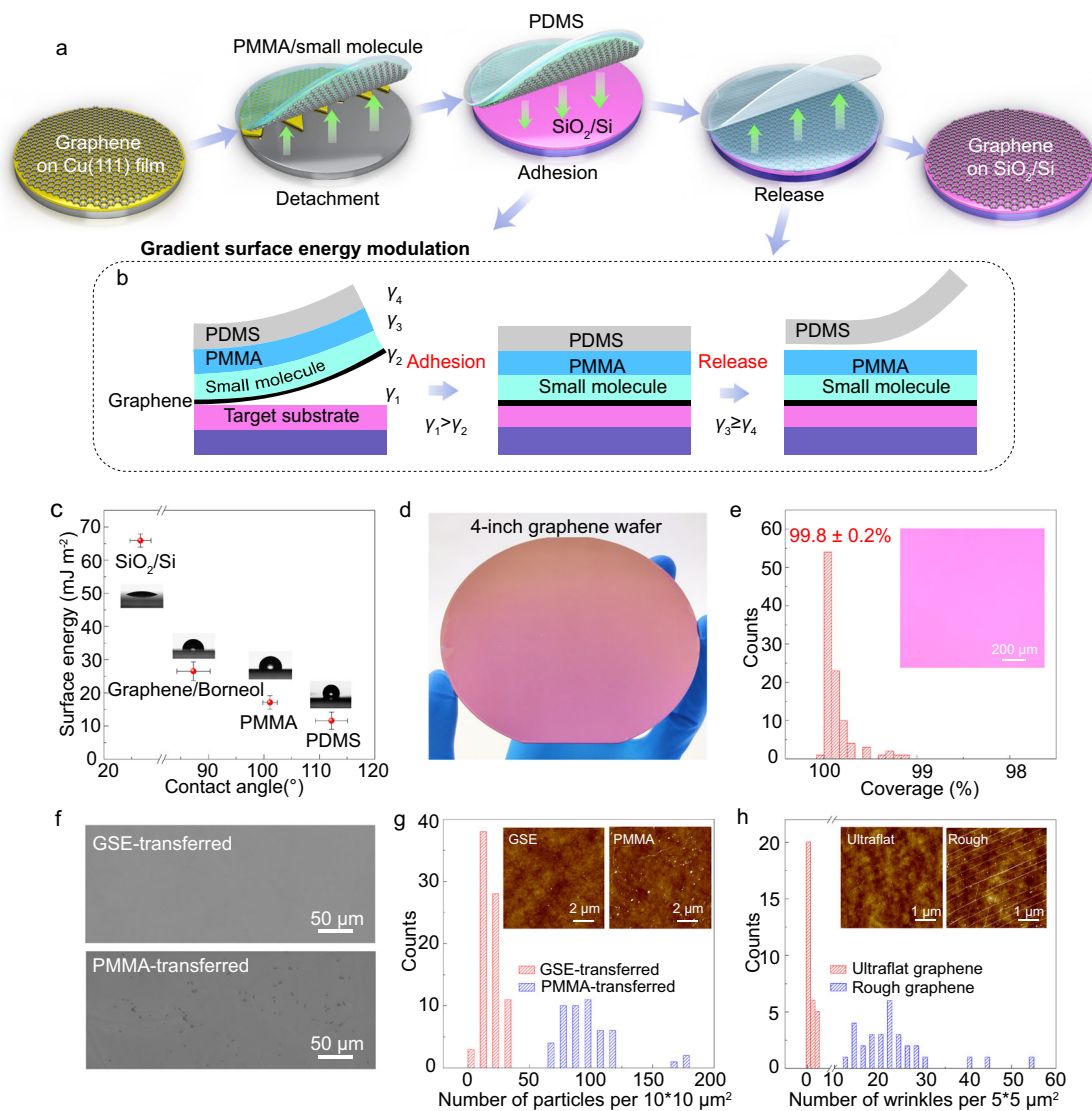 a
PMMA/small molecule
PDMS
Graphene
on Cu(111) film
Detachment
SiO2/Si
Adhesion
Release
Graphene
on SiO2/Si
Gradient surface energy modulation
b
γ4
γ3
γ2
γ1
PDMS
PMMA
Small molecule
Graphene
Target substrate
Adhesion
γ1>γ2
PDMS
PMMA
Small molecule
Release
γ3≥γ4
PDMS
PMMA
Small molecule
c
Surface energy (mJ m-2)
70
60
50
40
30
20
10
0
SiO2/Si
Graphene/Borneol
PMMA
PDMS
20
90
100
110
120
Contact angle(°)
d
4-inch graphene wafer
e
Counts
60
50
40
30
20
10
0
99.8 ± 0.2%
200 μm
100
99
98
Coverage (%)
f
GSE-transferred
50 μm
PMMA-transferred
50 μm
g
Counts
40
30
20
10
0
GSE
2 μm
PMMA
2 μm
GSE-transferred
PMMA-transferred
0
50
100
150
200
Number of particles per 10*10 μm2
h
Counts
20
15
10
5
0
Ultraflat
1 μm
Rough
1 μm
Ultraflat graphene
Rough graphene
0
10
20
30
40
50
60
Number of wrinkles per 5*5 μm2